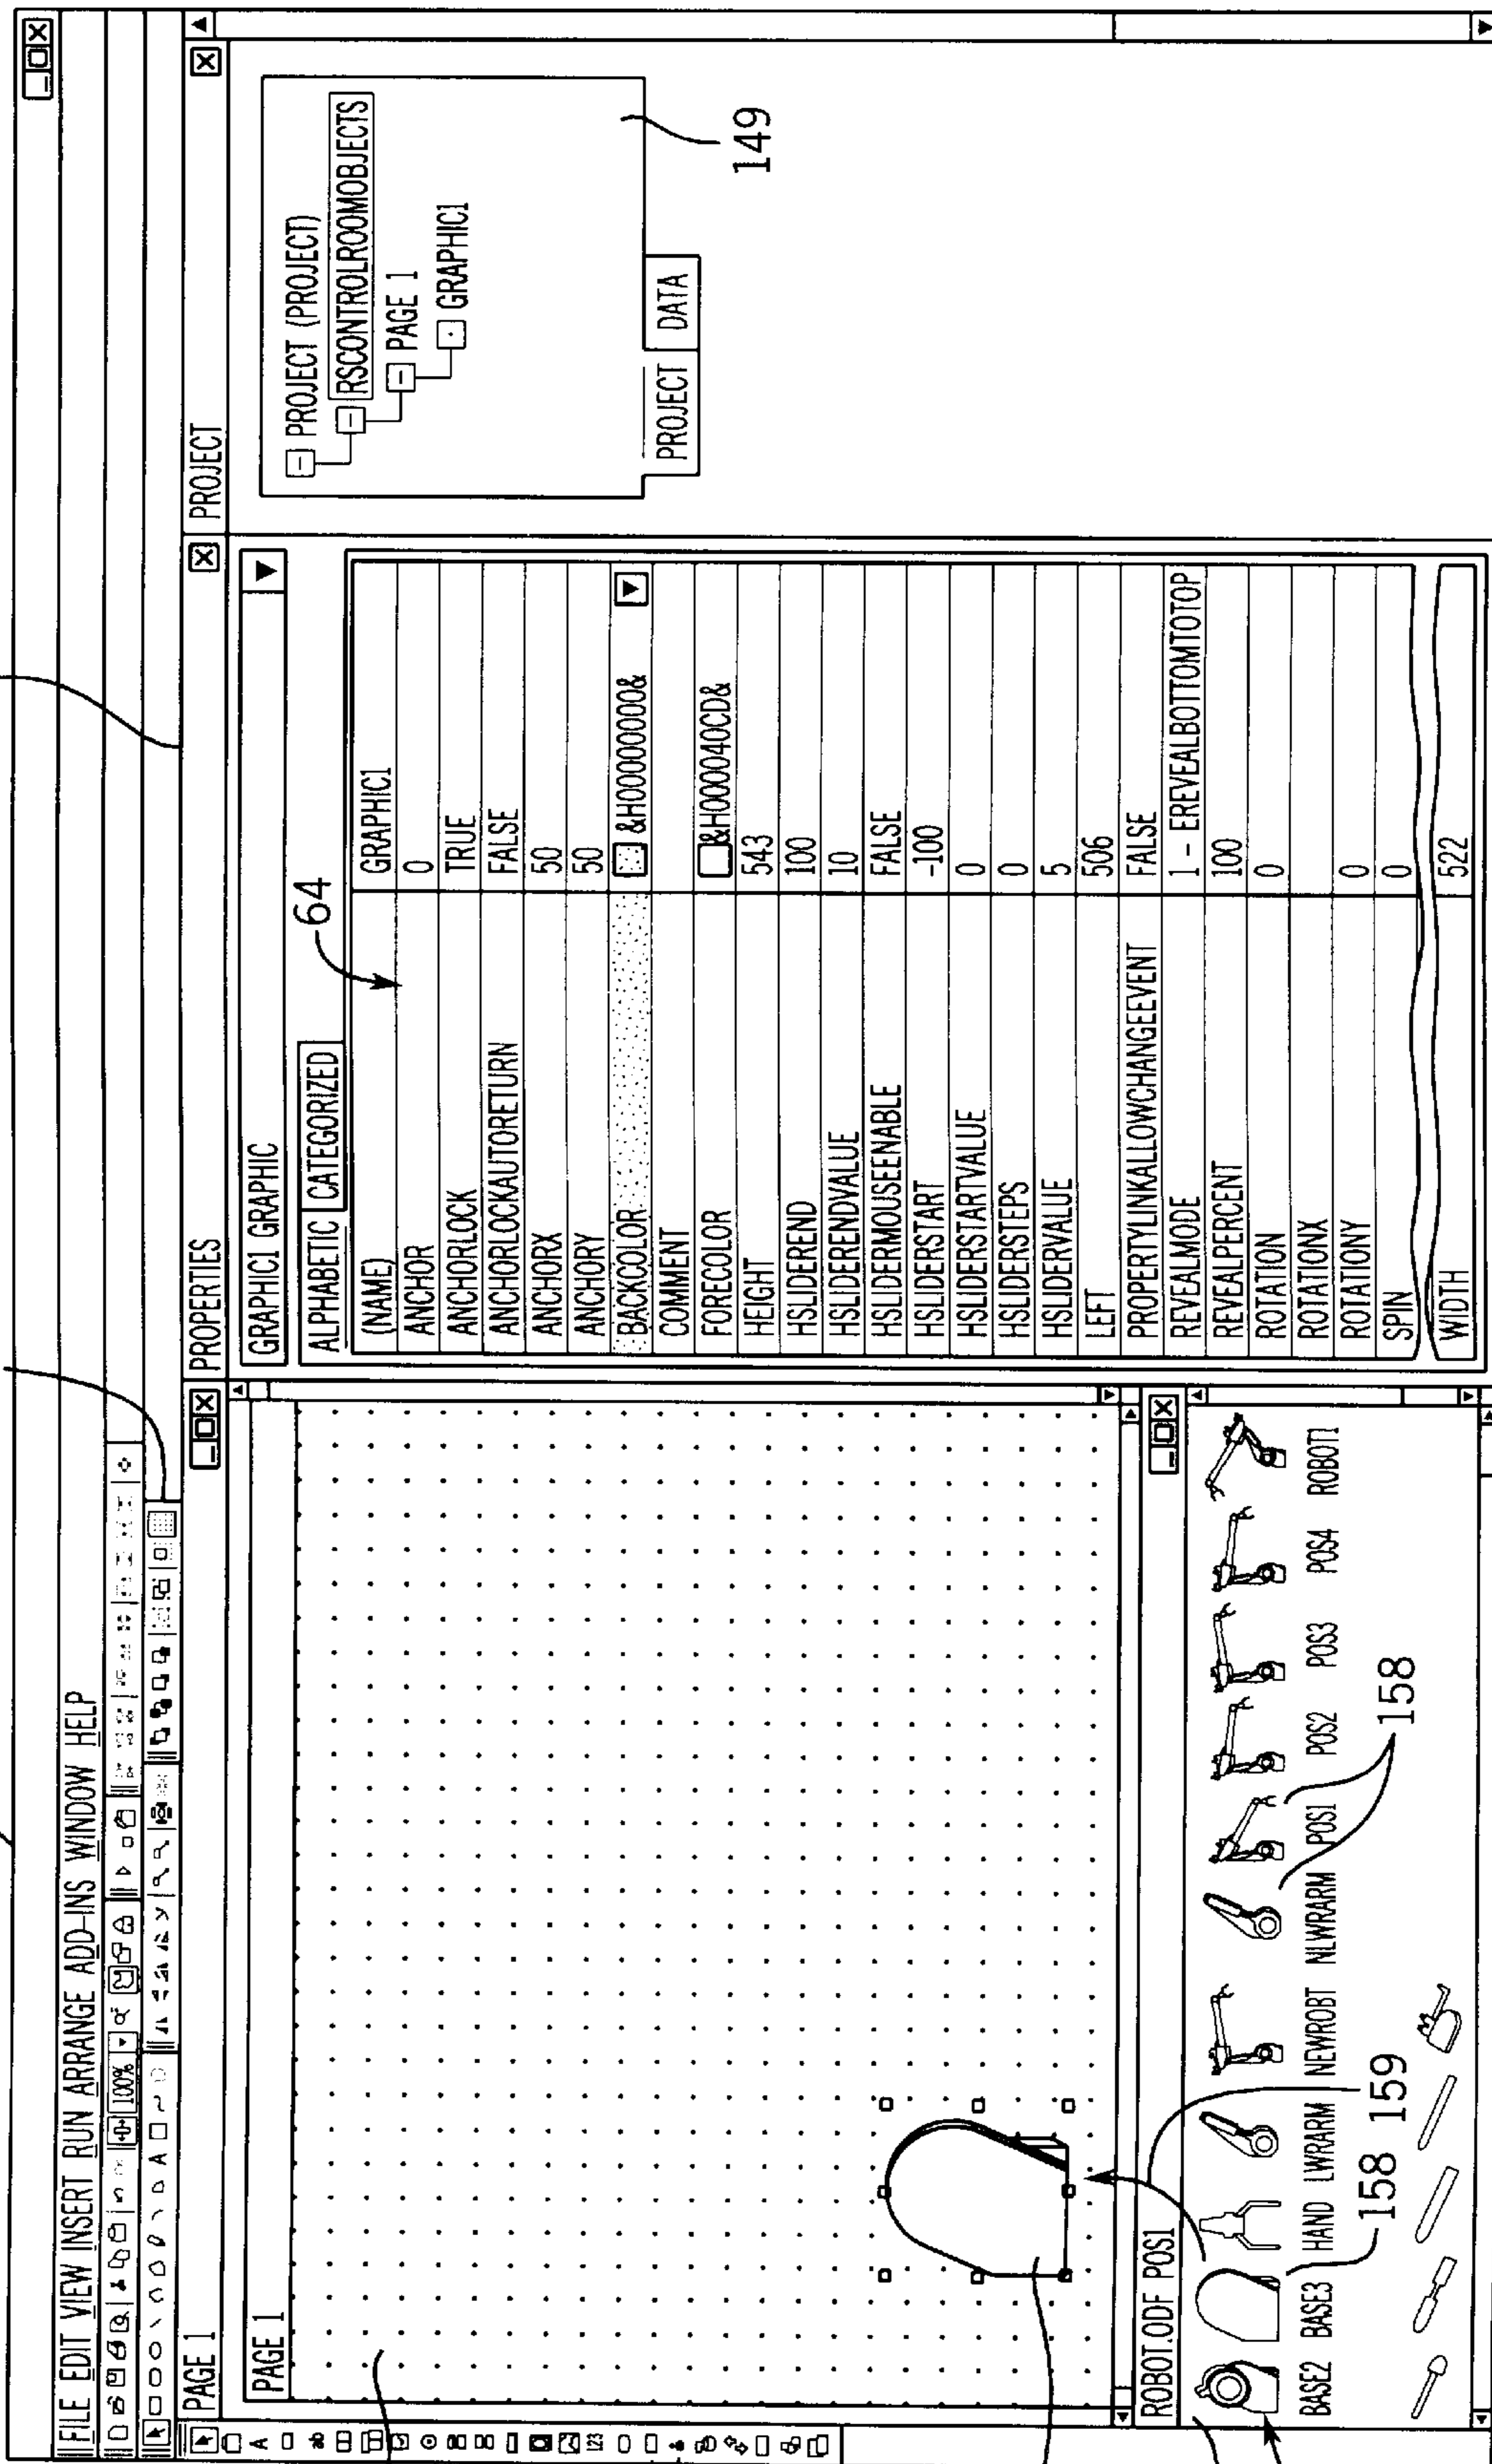 FILE EDIT VIEW INSERT RUN ARRANGE ADD-INS WINDOW HELP
100%
A
PAGE 1
PAGE 1
A
ab
123
ROBOT.ODF POS1
BASE2 BASE3 HAND LWRARM NEWROBT NLWRARM POS1 POS2 POS3 POS4 ROBOT1
158 159
158
PROPERTIES
GRAPHIC1 GRAPHIC
ALPHABETIC CATEGORIZED
64
(NAME) GRAPHIC1
ANCHOR 0
ANCHORLOCK TRUE
ANCHORLOCKAUTORETURN FALSE
ANCHORX 50
ANCHORY 50
BACKCOLOR &H00000000&
COMMENT
FORECOLOR &H000040CD&
HEIGHT 543
HSLIDEREND 100
HSLIDERENDVALUE 10
HSLIDERMOUSEENABLE FALSE
HSLIDERSTART -100
HSLIDERSTARTVALUE 0
HSLIDERSTEPS 0
HSLIDERVALUE 5
LEFT 506
PROPERTYLINKALLOWCHANGEEVENT FALSE
REVEALMODE 1 - EREVEALBOTTOMTOTOP
REVEALPERCENT 100
ROTATION 0
ROTATIONX
ROTATIONY 0
SPIN 0
WIDTH 522
PROJECT
PROJECT (PROJECT)
RSCONTROLROOMOBJECTS
PAGE 1
GRAPHIC1
PROJECT DATA
149